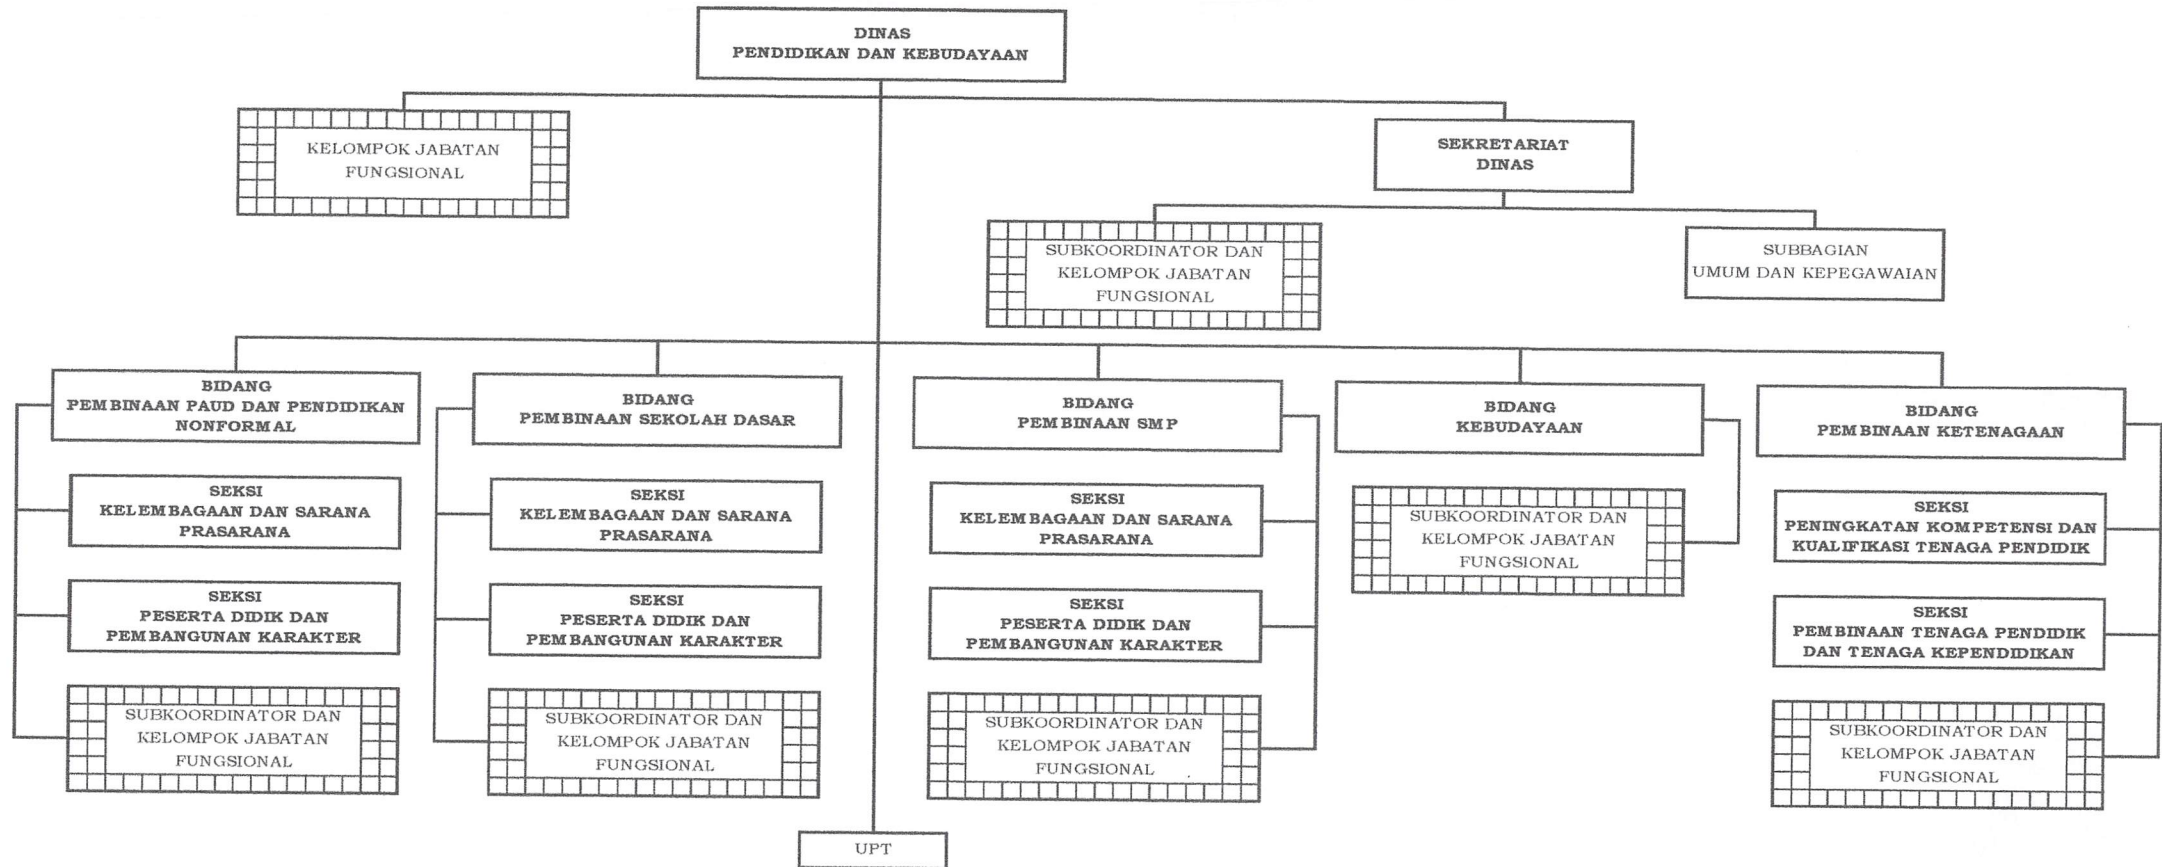 DINAS
PENDIDIKAN DAN KEBUDAYAAN
KELOMPOK JABATAN
FUNGSIONAL
SEKRETARIAT
DINAS
SUBKOORDINATOR DAN
KELOMPOK JABATAN
FUNGSIONAL
SUBBAGIAN
UMUM DAN KEPEGAWAIAN
BIDANG
PEMBINAAN PAUD DAN PENDIDIKAN
NONFORMAL
SEKSI
KELEMBAGAAN DAN SARANA
PRASARANA
SEKSI
PESERTA DIDIK DAN
PEMBANGUNAN KARAKTER
SUBKOORDINATOR DAN
KELOMPOK JABATAN
FUNGSIONAL
BIDANG
PEMBINAAN SEKOLAH DASAR
SEKSI
KELEMBAGAAN DAN SARANA
PRASARANA
SEKSI
PESERTA DIDIK DAN
PEMBANGUNAN KARAKTER
SUBKOORDINATOR DAN
KELOMPOK JABATAN
FUNGSIONAL
BIDANG
PEMBINAAN SMP
SEKSI
KELEMBAGAAN DAN SARANA
PRASARANA
SEKSI
PESERTA DIDIK DAN
PEMBANGUNAN KARAKTER
SUBKOORDINATOR DAN
KELOMPOK JABATAN
FUNGSIONAL
BIDANG
KEBUDAYAAN
SUBKOORDINATOR DAN
KELOMPOK JABATAN
FUNGSIONAL
BIDANG
PEMBINAAN KETENAGAAN
SEKSI
PENINGKATAN KOMPETENSI DAN
KUALIFIKASI TENAGA PENDIDIK
SEKSI
PEMBINAAN TENAGA PENDIDIK
DAN TENAGA KEPENDIDIKAN
SUBKOORDINATOR DAN
KELOMPOK JABATAN
FUNGSIONAL
UPT